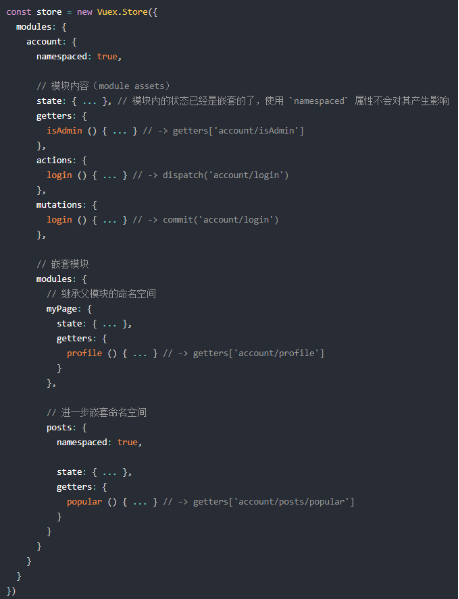 const store = new Vuex.Store({
  modules: {
    account: {
      namespaced: true,

      // 模块内容（module assets）
      state: { ... }, // 模块内的状态已经是嵌套的了，使用 `namespaced` 属性不会对其产生影响
      getters: {
        isAdmin () { ... } // -> getters['account/isAdmin']
      },
      actions: {
        login () { ... } // -> dispatch('account/login')
      },
      mutations: {
        login () { ... } // -> commit('account/login')
      },

      // 嵌套模块
      modules: {
        // 继承父模块的命名空间
        myPage: {
          state: { ... },
          getters: {
            profile () { ... } // -> getters['account/profile']
          }
        },

        // 进一步嵌套命名空间
        posts: {
          namespaced: true,

          state: { ... },
          getters: {
            popular () { ... } // -> getters['account/posts/popular']
          }
        }
      }
    }
  }
})